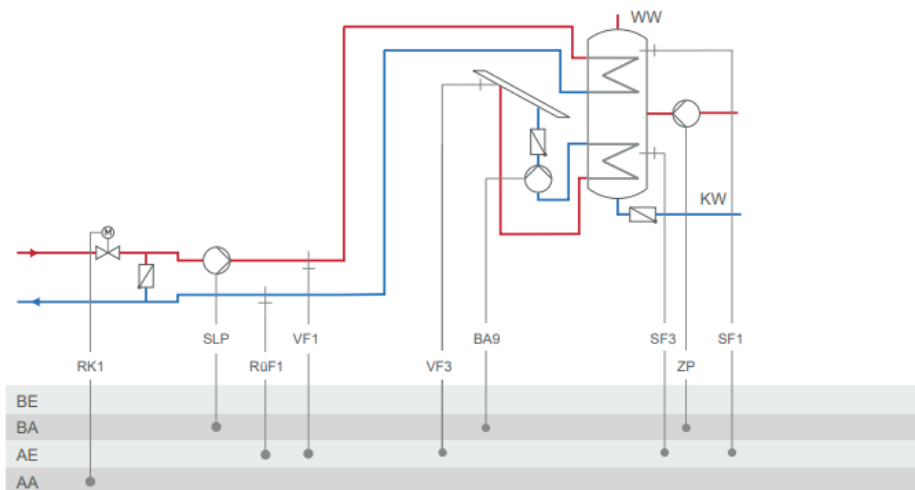 WW
KW
M
SLP VF1 BA9 SF3 SF1
RK1 RüF1 VF3 ZP
BE
BA
AE
AA